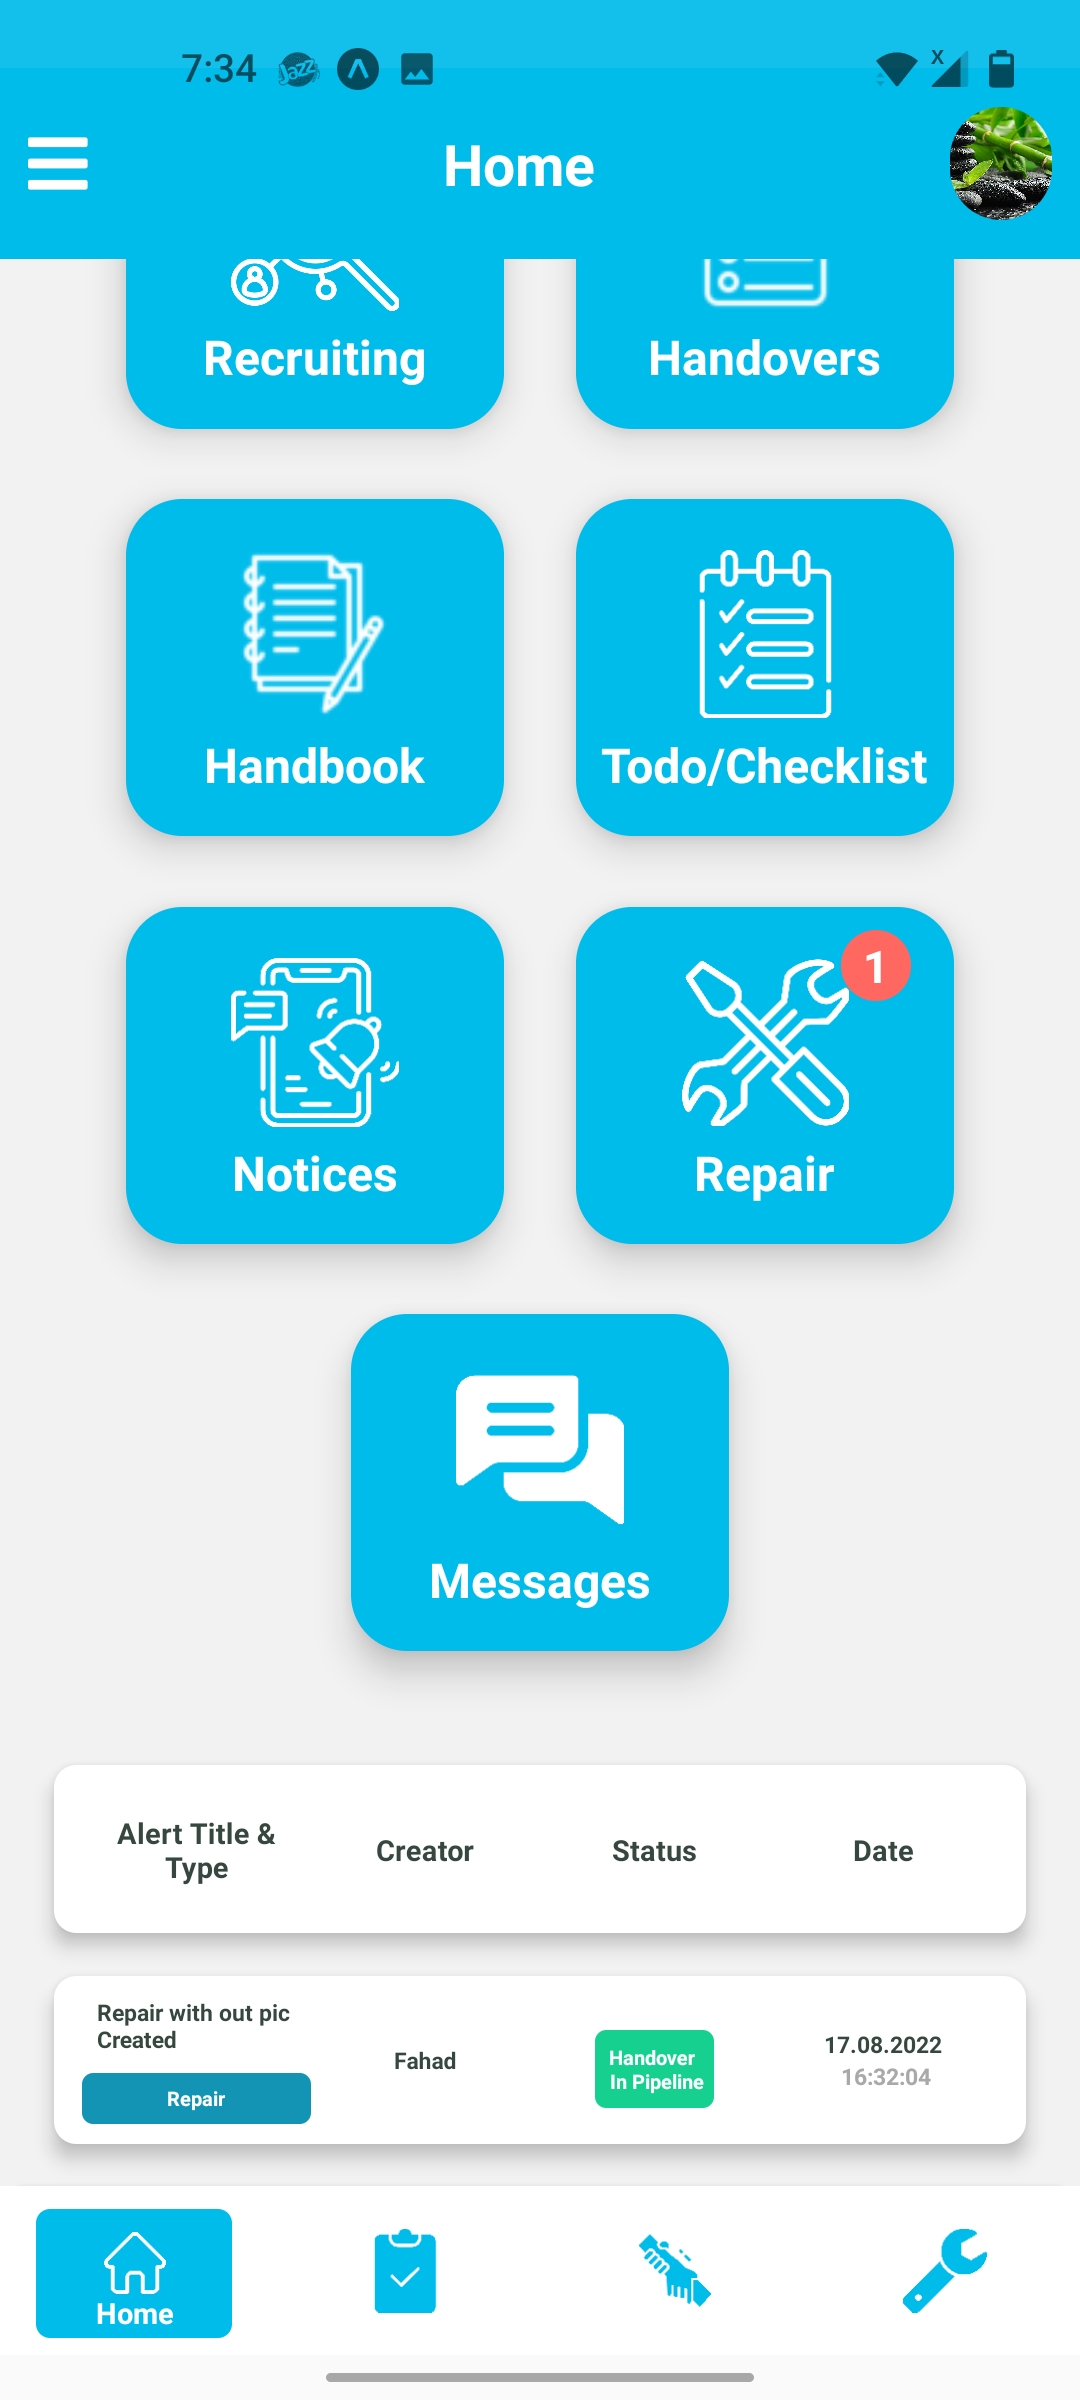 7:34 Jazz X
Home
Recruiting Handovers
Handbook Todo/Checklist
1
Notices Repair
Messages
Alert Title &
Type Creator Status Date
Repair with out pic
Created
Repair
Fahad
Handover
In Pipeline
17.08.2022
16:32:04
Home